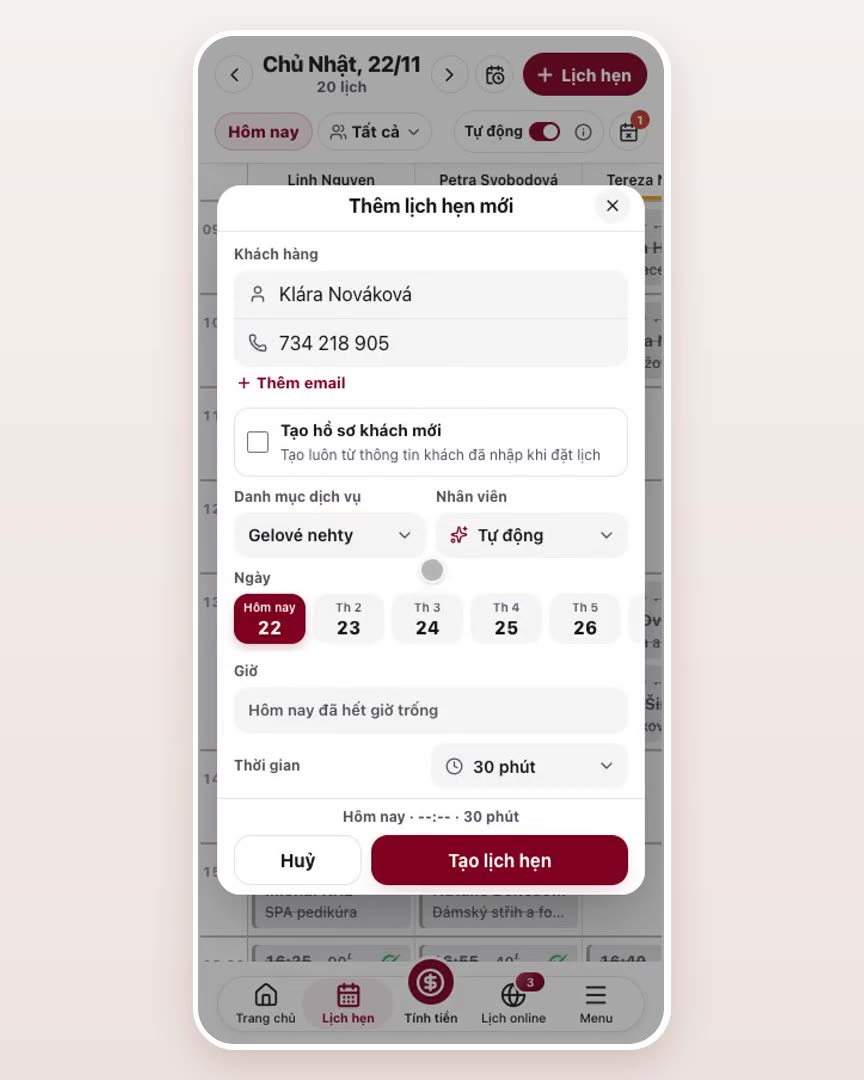 Chủ Nhật, 22/11
20 lịch
+ Lịch hẹn
Hôm nay
Tất cả
Tự động
1
Linh Nguyen
Petra Svobodová
Tereza
Thêm lịch hẹn mới
Khách hàng
Klára Nováková
734 218 905
+ Thêm email
Tạo hồ sơ khách mới
Tạo luôn từ thông tin khách đã nhập khi đặt lịch
Danh mục dịch vụ
Nhân viên
Gelové nehty
Tự động
Ngày
Hôm nay
22
Th 2
23
Th 3
24
Th 4
25
Th 5
26
Giờ
Hôm nay đã hết giờ trống
Thời gian
30 phút
Hôm nay · --:-- · 30 phút
Huỷ
Tạo lịch hẹn
SPA pedikúra
Dámský střih a fo...
Trang chủ
Lịch hẹn
Tính tiền
3
Lịch online
Menu